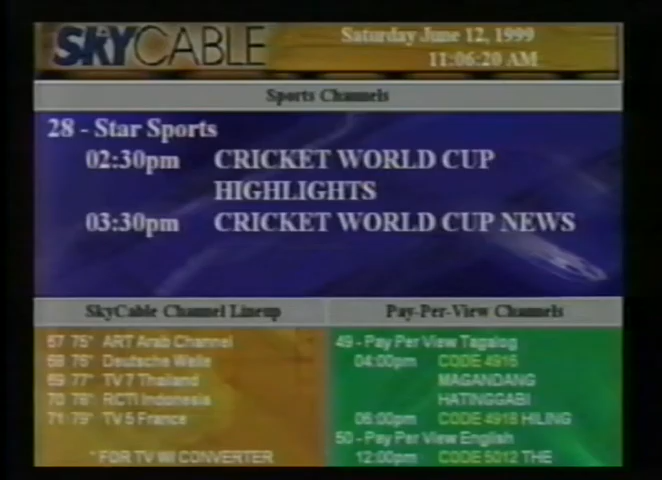 SKYCABLE
Saturday June 12, 1999
11:06:20 AM
Sports Channels
28 - Star Sports
02:30pm CRICKET WORLD CUP
HIGHLIGHTS
03:30pm CRICKET WORLD CUP NEWS
SkyCable Channel Lineup
67 75* ART Arab Channel
68 76* Deutsche Welle
69 77* TV 7 Thailand
70 78* RCTI Indonesia
71 79* TV 5 France
* FOR TV W/ CONVERTER
Pay-Per-View Channels
49 - Pay Per View Tagalog
04:00pm CODE 4915
MAGANDANG
HATINGGABI
06:00pm CODE 4918 HILING
50 - Pay Per View English
12:00pm CODE 5012 THE